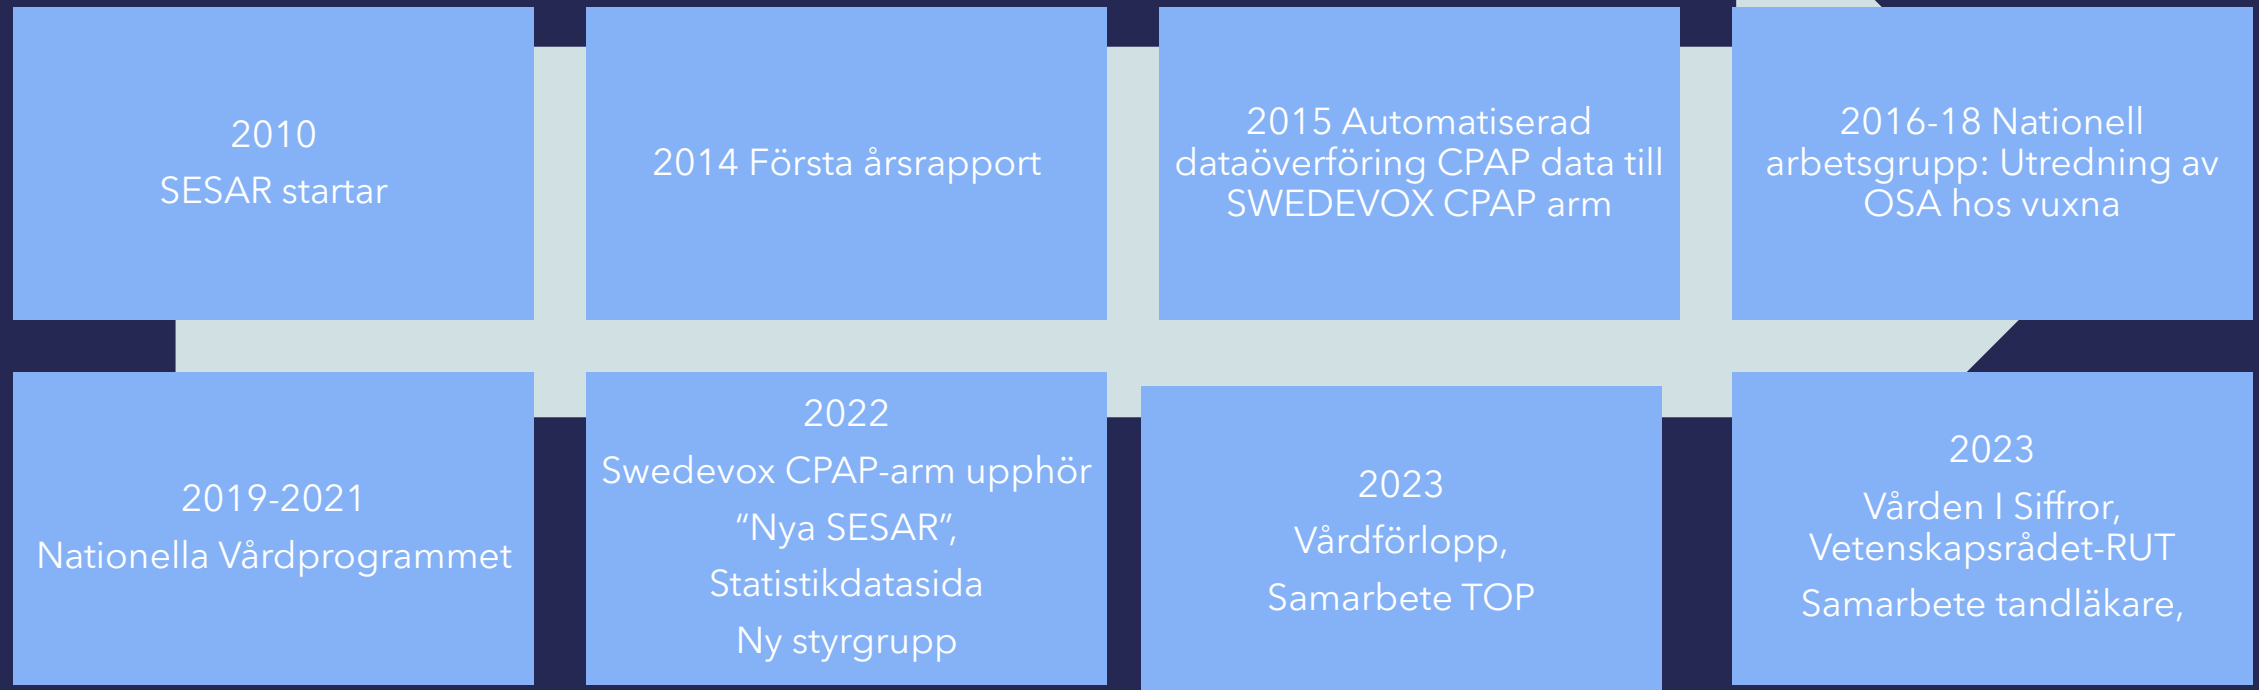 2010
SESAR startar
2014 Första årsrapport
2015 Automatiserad
dataöverföring CPAP data till
SWEDEVOX CPAP arm
2016-18 Nationell
arbetsgrupp: Utredning av
OSA hos vuxna
2019-2021
Nationella Vårdprogrammet
2022
Swedevox CPAP-arm upphör
“Nya SESAR”,
Statistikdatasida
Ny styrgrupp
2023
Vårdförlopp,
Samarbete TOP
2023
Vården I Siffror,
Vetenskapsrådet-RUT
Samarbete tandläkare,